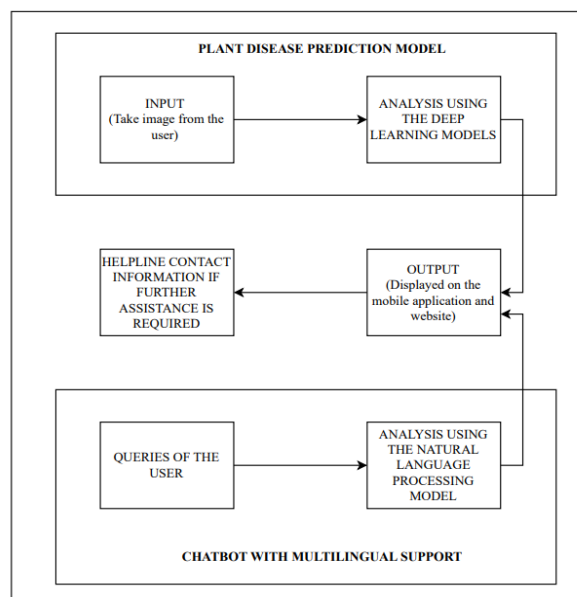 PLANT DISEASE PREDICTION MODEL
INPUT
(Take image from the
user)
ANALYSIS USING
THE DEEP
LEARNING MODELS
HELPLINE CONTACT
INFORMATION IF
FURTHER
ASSISTANCE IS
REQUIRED
OUTPUT
(Displayed on the
mobile application and
website)
QUERIES OF THE
USER
ANALYSIS USING
THE NATURAL
LANGUAGE
PROCESSING
MODEL
CHATBOT WITH MULTILINGUAL SUPPORT